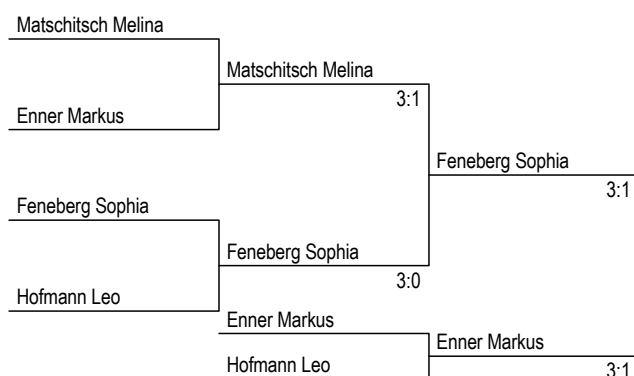 Matschitsch Melina
Matschitsch Melina
3:1
Enner Markus
Feneberg Sophia
3:1
Feneberg Sophia
Feneberg Sophia
3:0
Hofmann Leo
Enner Markus
Enner Markus
Hofmann Leo
3:1